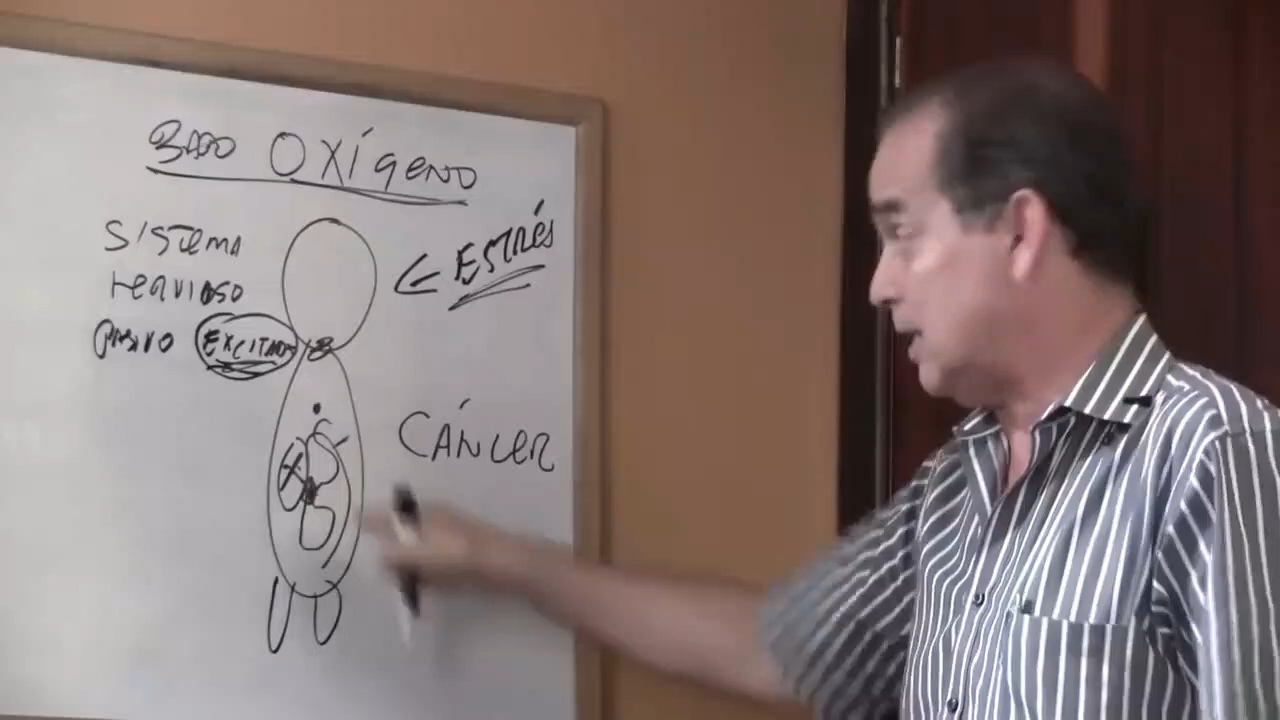 BAJO OXÍgENO
SISTEMA
NERVIOSO
PASIVO EXCITADO
← ESTRÉS
CÁNCER